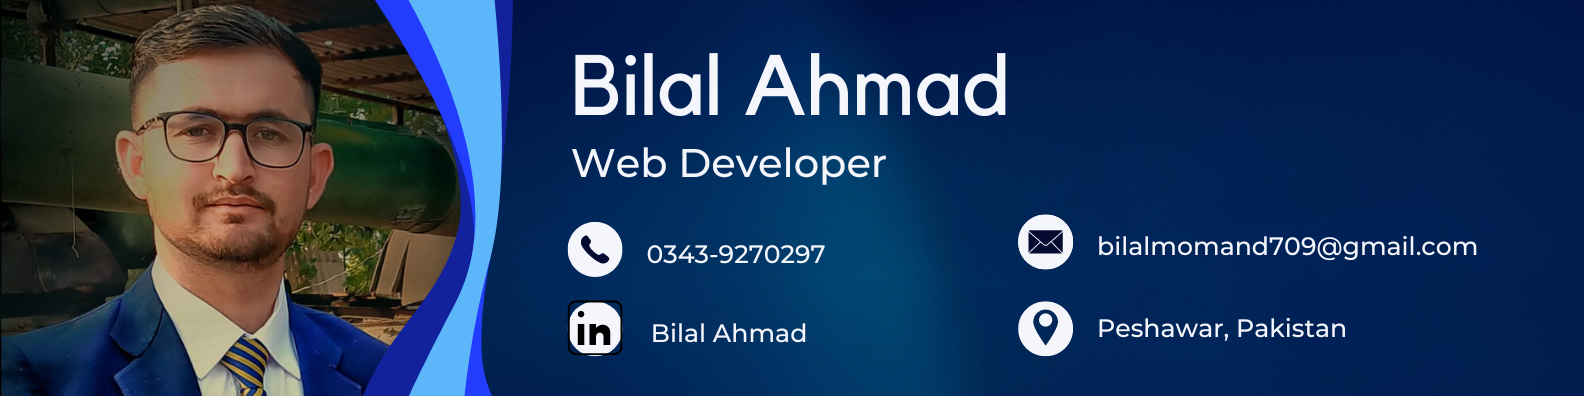 Bilal Ahmad
Web Developer
0343-9270297
bilalmomand709@gmail.com
in
Bilal Ahmad
Peshawar, Pakistan